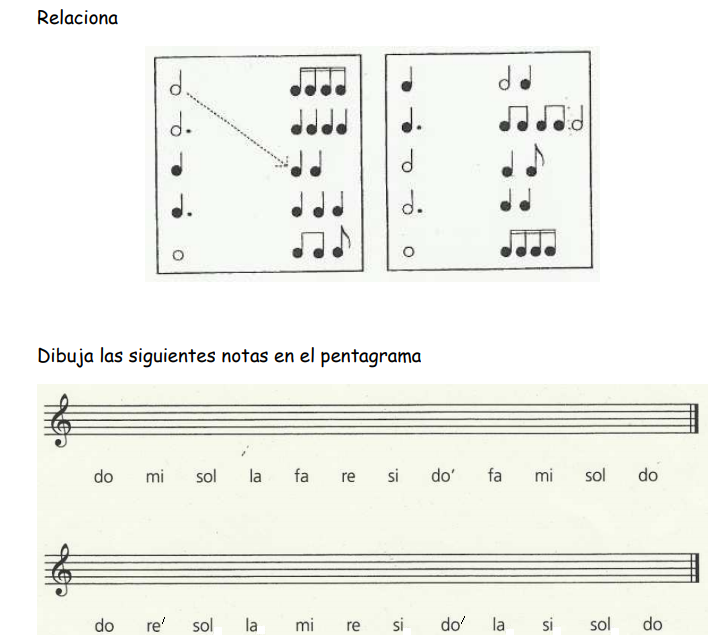 Relaciona
Dibuja las siguientes notas en el pentagrama
do mi sol la fa re si do’ fa mi sol do
do re’ sol la mi re si do’ la si sol do